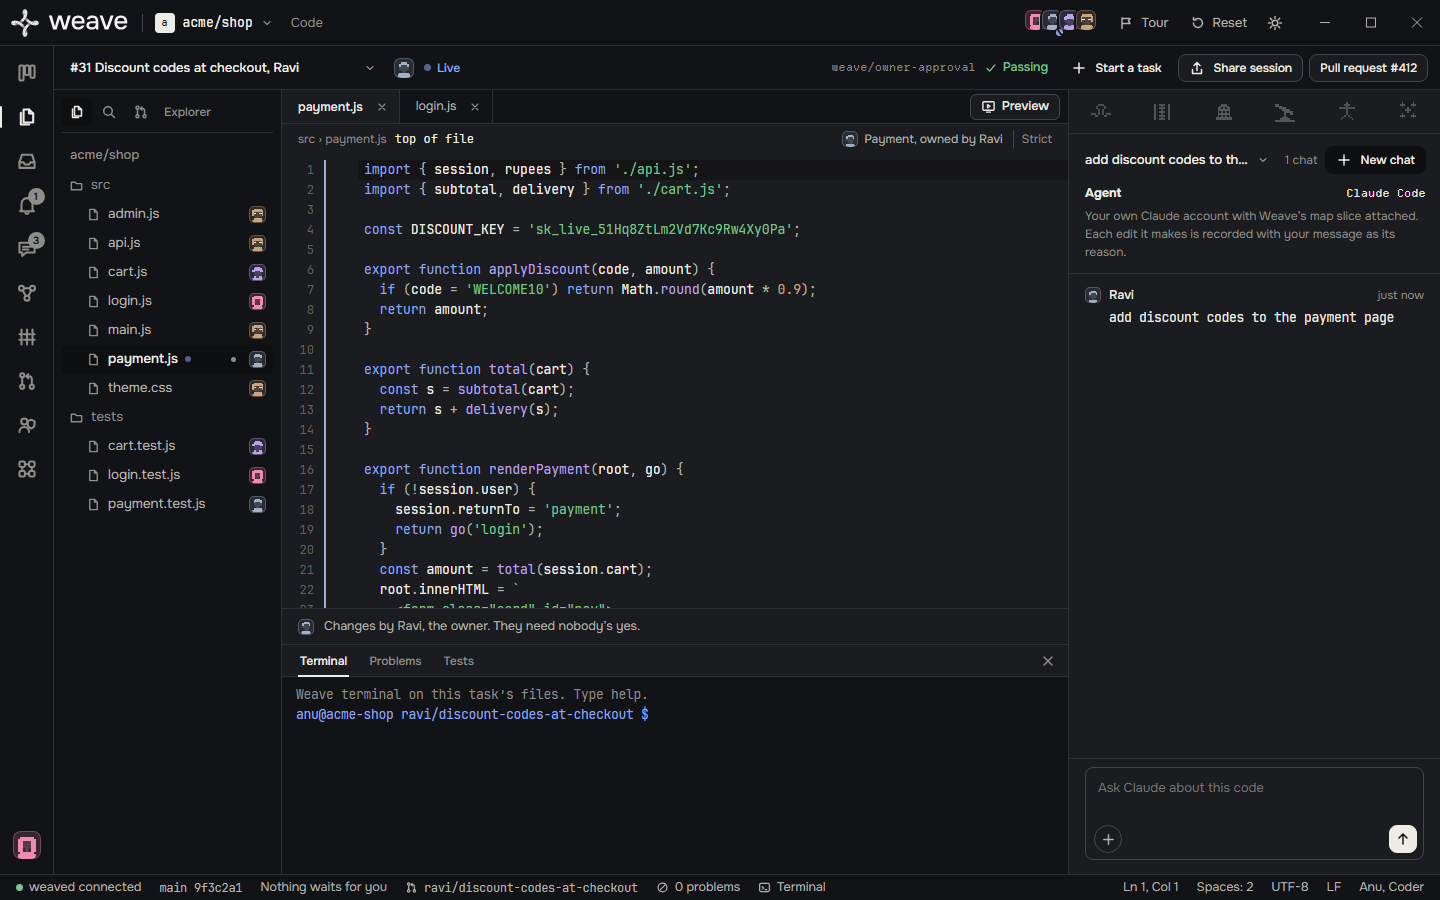 weave
a acme/shop
Code
Tour
Reset
#31 Discount codes at checkout, Ravi
Live
weave/owner-approval
Passing
Start a task
Share session
Pull request #412
Explorer
acme/shop
src
admin.js
api.js
cart.js
login.js
main.js
payment.js
theme.css
tests
cart.test.js
login.test.js
payment.test.js
1
3
payment.js
login.js
Preview
src › payment.js top of file
Payment, owned by Ravi
Strict
1 import { session, rupees } from './api.js';
2 import { subtotal, delivery } from './cart.js';
3
4 const DISCOUNT_KEY = 'sk_live_51Hq8ZtLm2Vd7Kc9Rw4Xy0Pa';
5
6 export function applyDiscount(code, amount) {
7 if (code = 'WELCOME10') return Math.round(amount * 0.9);
8 return amount;
9 }
10
11 export function total(cart) {
12 const s = subtotal(cart);
13 return s + delivery(s);
14 }
15
16 export function renderPayment(root, go) {
17 if (!session.user) {
18 session.returnTo = 'payment';
19 return go('login');
20 }
21 const amount = total(session.cart);
22 root.innerHTML = `
Changes by Ravi, the owner. They need nobody's yes.
Terminal
Problems
Tests
Weave terminal on this task's files. Type help.
anu@acme-shop ravi/discount-codes-at-checkout $
add discount codes to th...
1 chat
New chat
Agent
Claude Code
Your own Claude account with Weave's map slice attached.
Each edit it makes is recorded with your message as its
reason.
Ravi
just now
add discount codes to the payment page
Ask Claude about this code
weaved connected
main 9f3c2a1
Nothing waits for you
ravi/discount-codes-at-checkout
0 problems
Terminal
Ln 1, Col 1
Spaces: 2
UTF-8
LF
Anu, Coder